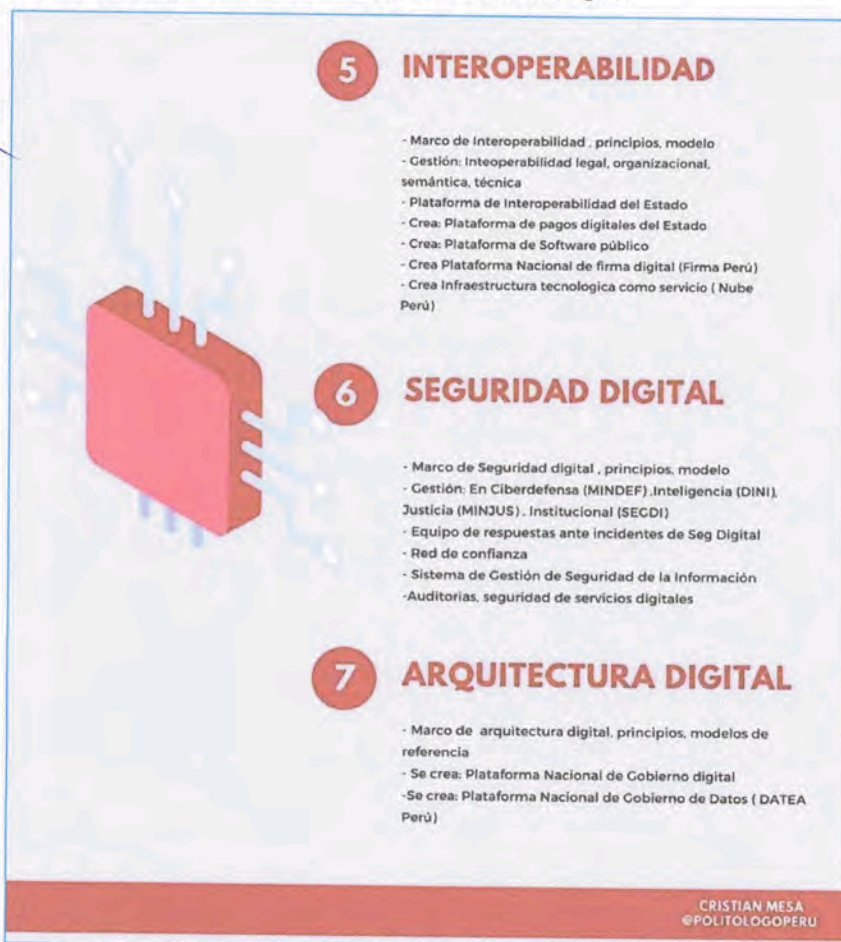 5 INTEROPERABILIDAD
- Marco de Interoperabilidad , principios, modelo
- Gestión: Inteoperabilidad legal, organizacional,
semántica, técnica
- Plataforma de Interoperabilidad del Estado
- Crea: Plataforma de pagos digitales del Estado
- Crea: Plataforma de Software público
- Crea Plataforma Nacional de firma digital (Firma Perú)
- Crea Infraestructura tecnologica como servicio ( Nube
Perú)
6 SEGURIDAD DIGITAL
- Marco de Seguridad digital , principios, modelo
- Gestión: En Ciberdefensa (MINDEF) ,Inteligencia (DINI),
Justicia (MINJUS) . Institucional (SEGDI)
- Equipo de respuestas ante incidentes de Seg Digital
- Red de confianza
- Sistema de Gestión de Seguridad de la Información
-Auditorias, seguridad de servicios digitales
7 ARQUITECTURA DIGITAL
- Marco de arquitectura digital, principios, modelos de
referencia
- Se crea: Plataforma Nacional de Gobierno digital
-Se crea: Plataforma Nacional de Gobierno de Datos ( DATEA
Perú)
CRISTIAN MESA
@POLITOLOGOPERU